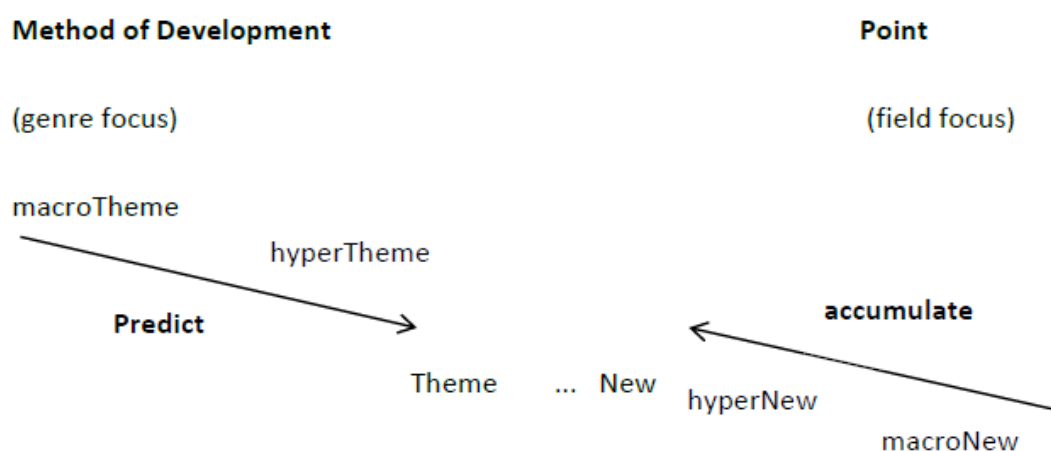 Method of Development Point
(genre focus) (field focus)
macroTheme
hyperTheme
Predict accumulate
Theme ... New hyperNew
macroNew